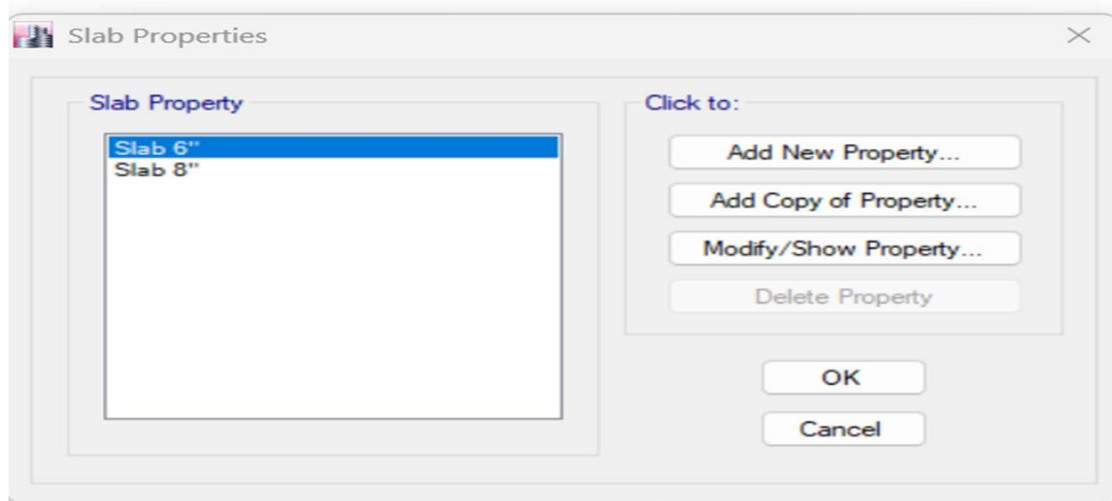 Slab Properties
Slab Property
Slab 6"
Slab 8"
Click to:
Add New Property...
Add Copy of Property...
Modify/Show Property...
Delete Property
OK
Cancel